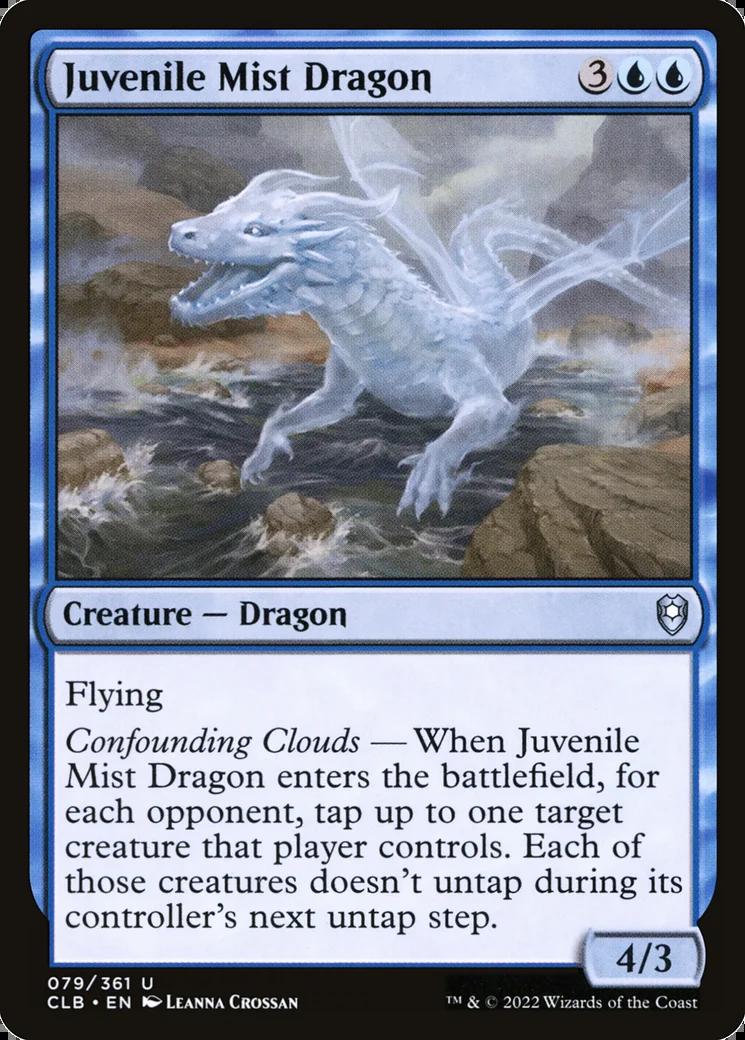 Juvenile Mist Dragon 3
Creature — Dragon
Flying
Confounding Clouds — When Juvenile
Mist Dragon enters the battlefield, for
each opponent, tap up to one target
creature that player controls. Each of
those creatures doesn't untap during its
controller's next untap step.
4/3
079/361 U
CLB • EN Leanna Crossan
™ & © 2022 Wizards of the Coast